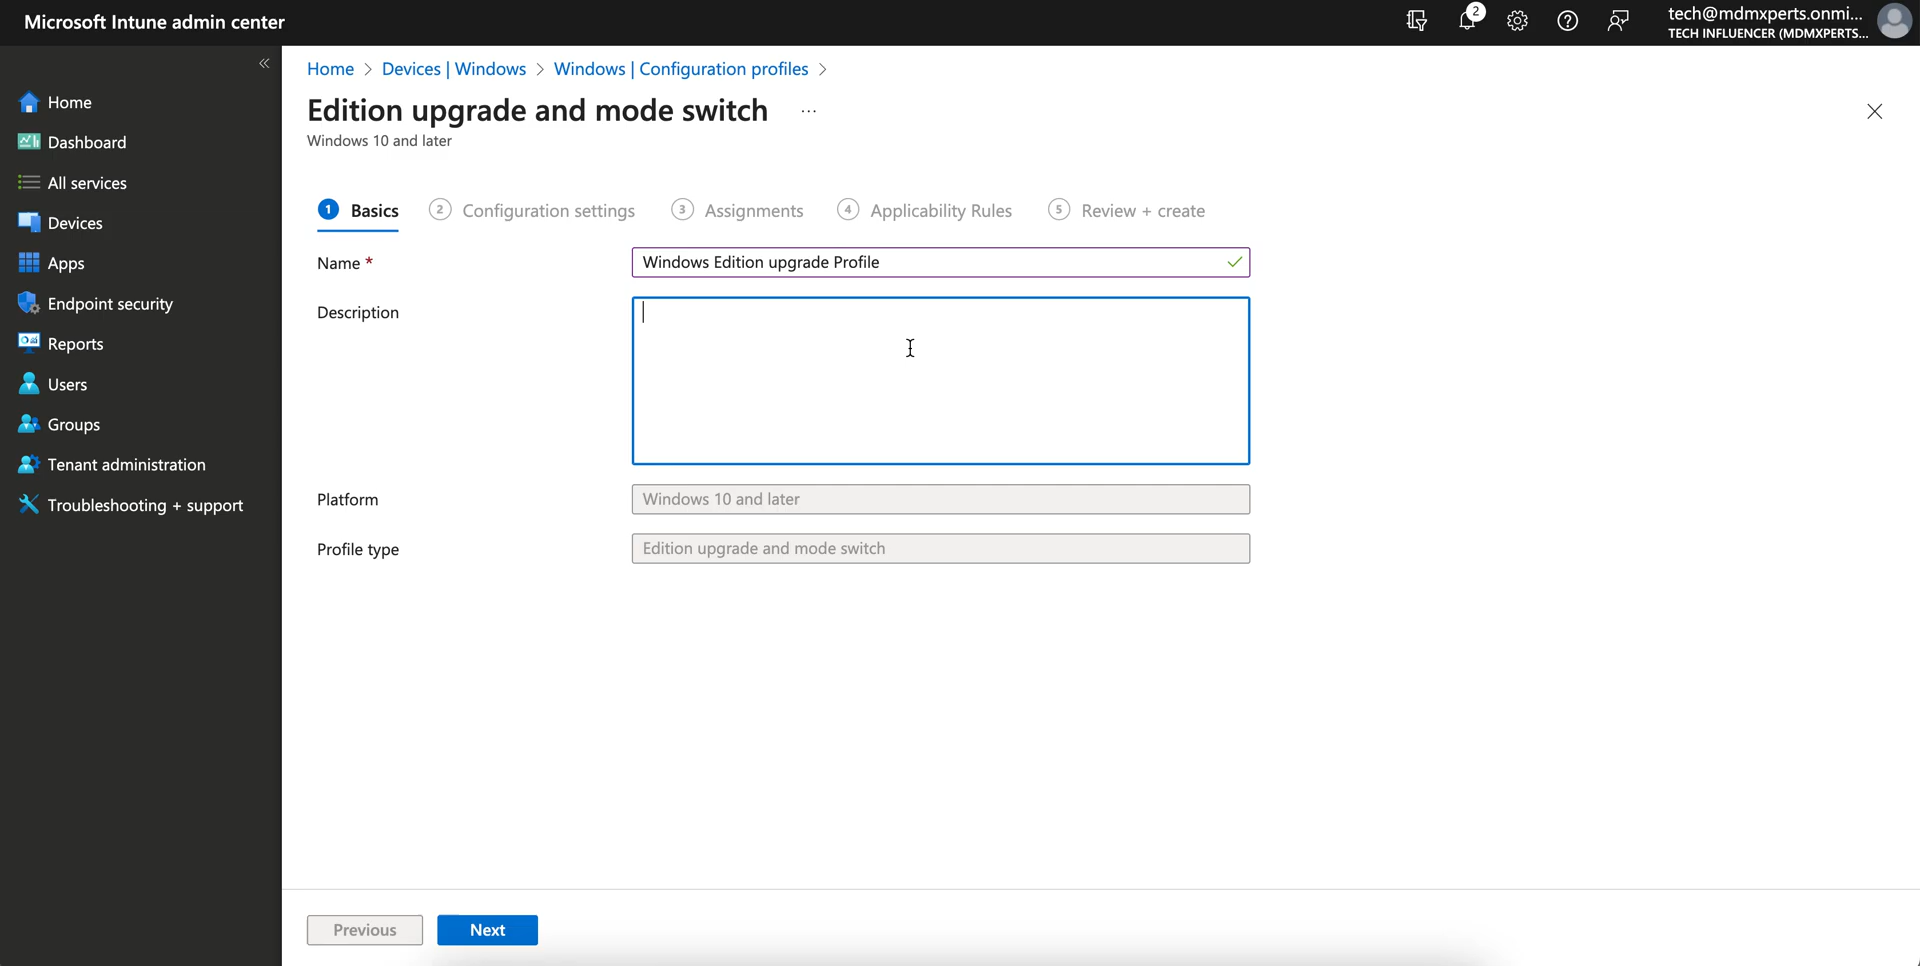 Microsoft Intune admin center
2
tech@mdmxperts.onmi...
TECH INFLUENCER (MDMXPERTS...
«
Home
Dashboard
All services
Devices
Apps
Endpoint security
Reports
Users
Groups
Tenant administration
Troubleshooting + support
Home > Devices | Windows > Windows | Configuration profiles >
Edition upgrade and mode switch ...
Windows 10 and later
1 Basics
2 Configuration settings
3 Assignments
4 Applicability Rules
5 Review + create
Name *
Windows Edition upgrade Profile
Description
Platform
Windows 10 and later
Profile type
Edition upgrade and mode switch
Previous
Next